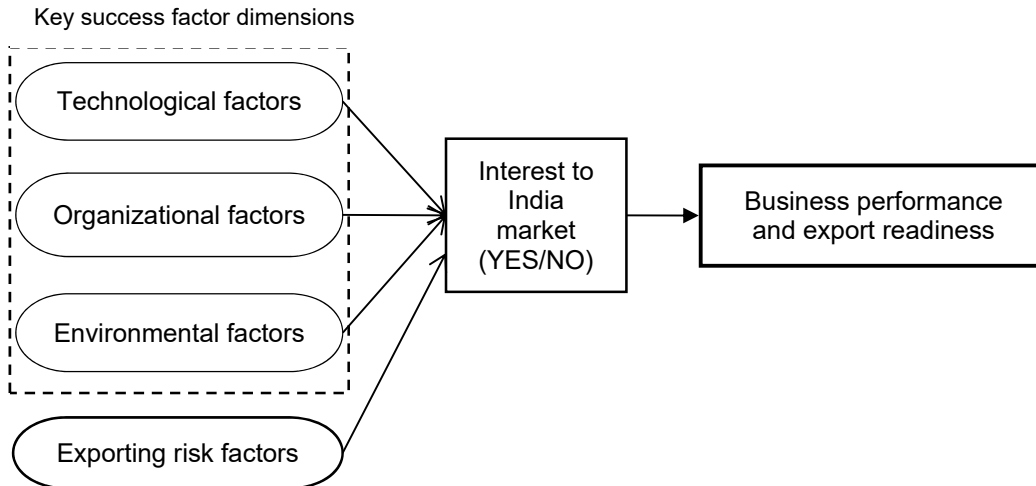 Key success factor dimensions
Technological factors
Organizational factors
Environmental factors
Exporting risk factors
Interest to
India
market
(YES/NO)
Business performance
and export readiness